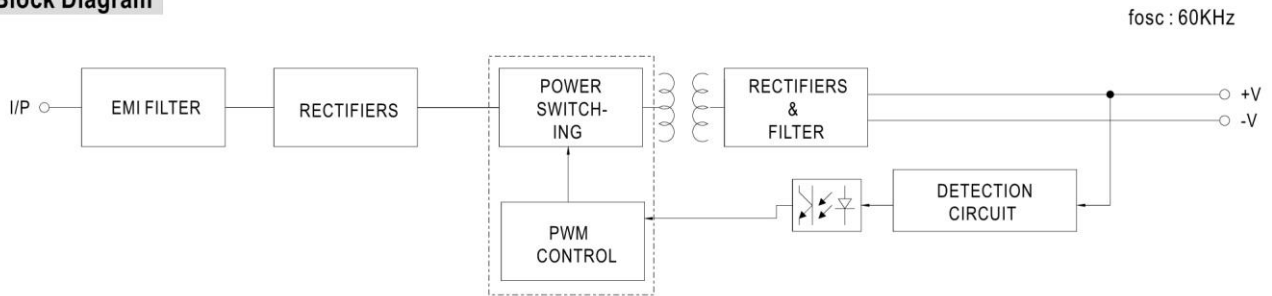 Block Diagram
fosc : 60KHz
I/P
EMI FILTER
RECTIFIERS
POWER
SWITCH-
ING
RECTIFIERS
&
FILTER
+V
-V
DETECTION
CIRCUIT
PWM
CONTROL